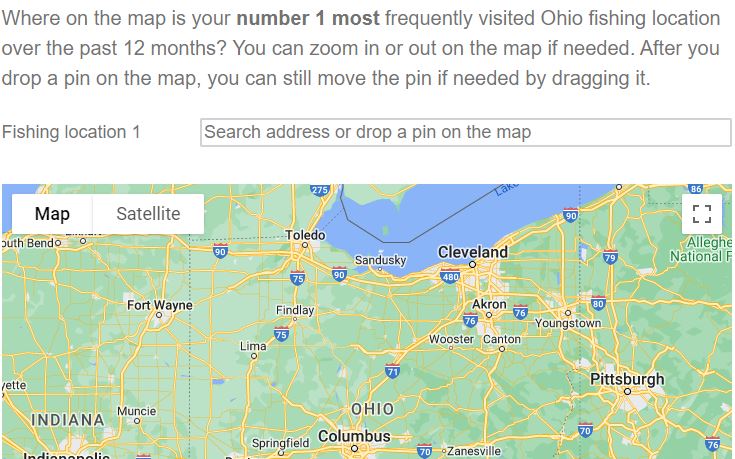 Where on the map is your number 1 most frequently visited Ohio fishing location
over the past 12 months? You can zoom in or out on the map if needed. After you
drop a pin on the map, you can still move the pin if needed by dragging it.
Fishing location 1
Search address or drop a pin on the map
Map
Satellite
275
86
90
outh Bend
Toledo
Cleveland
Alleghe
National F
90
Sandusky
79
75
90
480
Fort Wayne
Findlay
Akron
76
80
76
Youngstown
75
Lima
Wooster
Canton
71
Pittsburgh
yette
Muncie
OHIO
INDIANA
Springfield
Columbus
70
70
Zanesville
76
Indianapolis
70